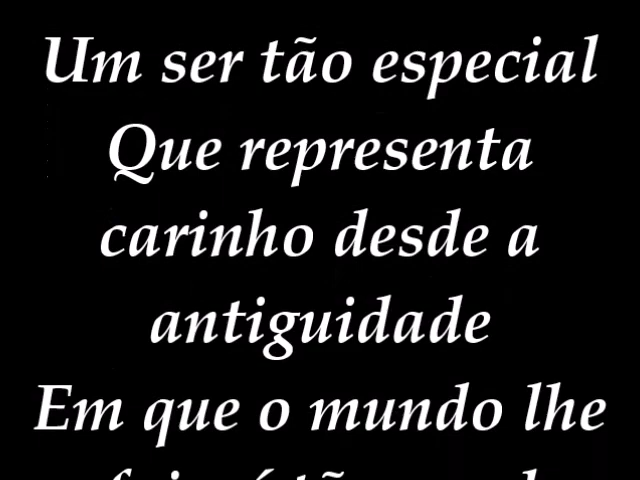 Um ser tão especial
Que representa
carinho desde a
antiguidade
Em que o mundo lhe